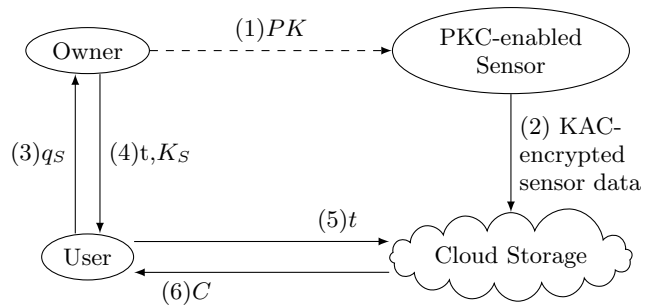 (1)PK
Owner
PKC-enabled
Sensor
(2) KAC-
encrypted
sensor data
(3)q_S
(4)t,K_S
(5)t
User
Cloud Storage
(6)C